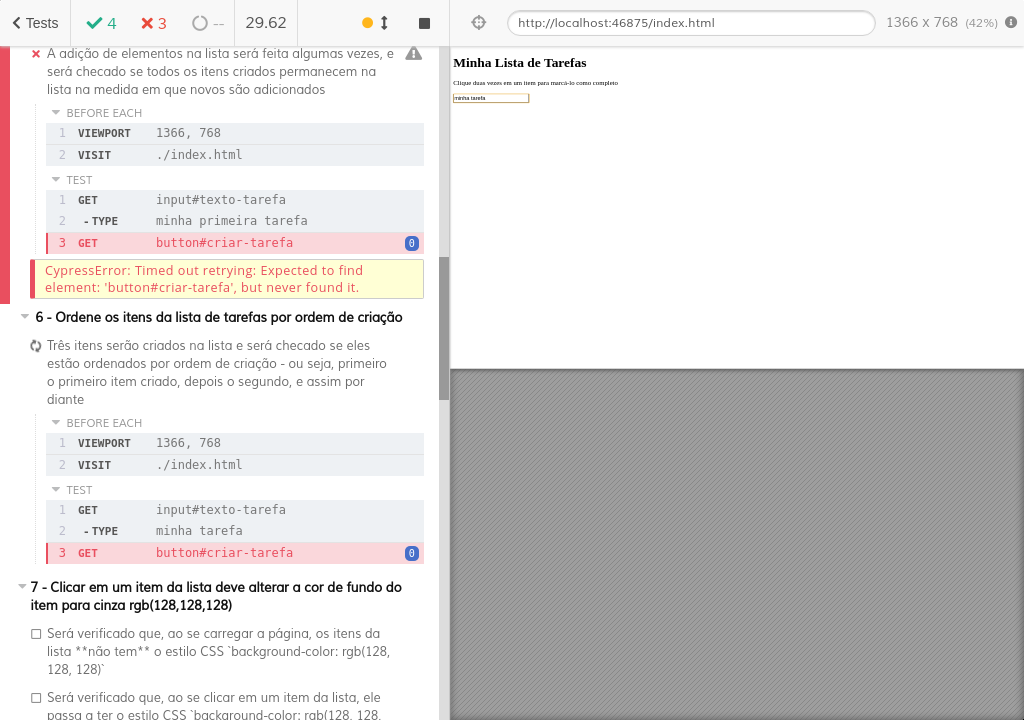 Tests
4
3
--
29.62
http://localhost:46875/index.html
1366 x 768 (42%)
A adição de elementos na lista será feita algumas vezes, e
será checado se todos os itens criados permanecem na
lista na medida em que novos são adicionados
BEFORE EACH
1 VIEWPORT 1366, 768
2 VISIT ./index.html
TEST
1 GET input#texto-tarefa
2 -TYPE minha primeira tarefa
3 GET button#criar-tarefa 0
CypressError: Timed out retrying: Expected to find
element: 'button#criar-tarefa', but never found it.
6 - Ordene os itens da lista de tarefas por ordem de criação
Três itens serão criados na lista e será checado se eles
estão ordenados por ordem de criação - ou seja, primeiro
o primeiro item criado, depois o segundo, e assim por
diante
BEFORE EACH
1 VIEWPORT 1366, 768
2 VISIT ./index.html
TEST
1 GET input#texto-tarefa
2 -TYPE minha tarefa
3 GET button#criar-tarefa 0
7 - Clicar em um item da lista deve alterar a cor de fundo do
item para cinza rgb(128,128,128)
Será verificado que, ao se carregar a página, os itens da
lista **não tem** o estilo CSS `background-color: rgb(128,
128, 128)`
Será verificado que, ao se clicar em um item da lista, ele
passa a ter o estilo CSS `background-color: rgb(128, 128,
Minha Lista de Tarefas
Clique duas vezes em um item para marcá-lo como completo
minha tarefa